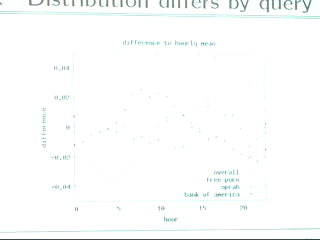 Distribution differs by query
difference to hourly mean
0.04
0.02
0
-0.02
-0.04
difference
overall
free porn
oprah
bank of america
0 5 10 15 20
hour